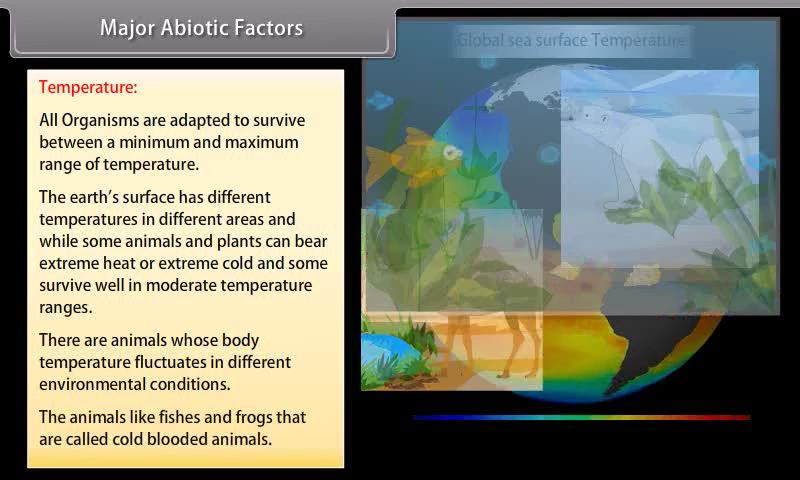 Major Abiotic Factors
Global sea surface Temperature
Temperature:
All Organisms are adapted to survive
between a minimum and maximum
range of temperature.
The earth's surface has different
temperatures in different areas and
while some animals and plants can bear
extreme heat or extreme cold and some
survive well in moderate temperature
ranges.
There are animals whose body
temperature fluctuates in different
environmental conditions.
The animals like fishes and frogs that
are called cold blooded animals.